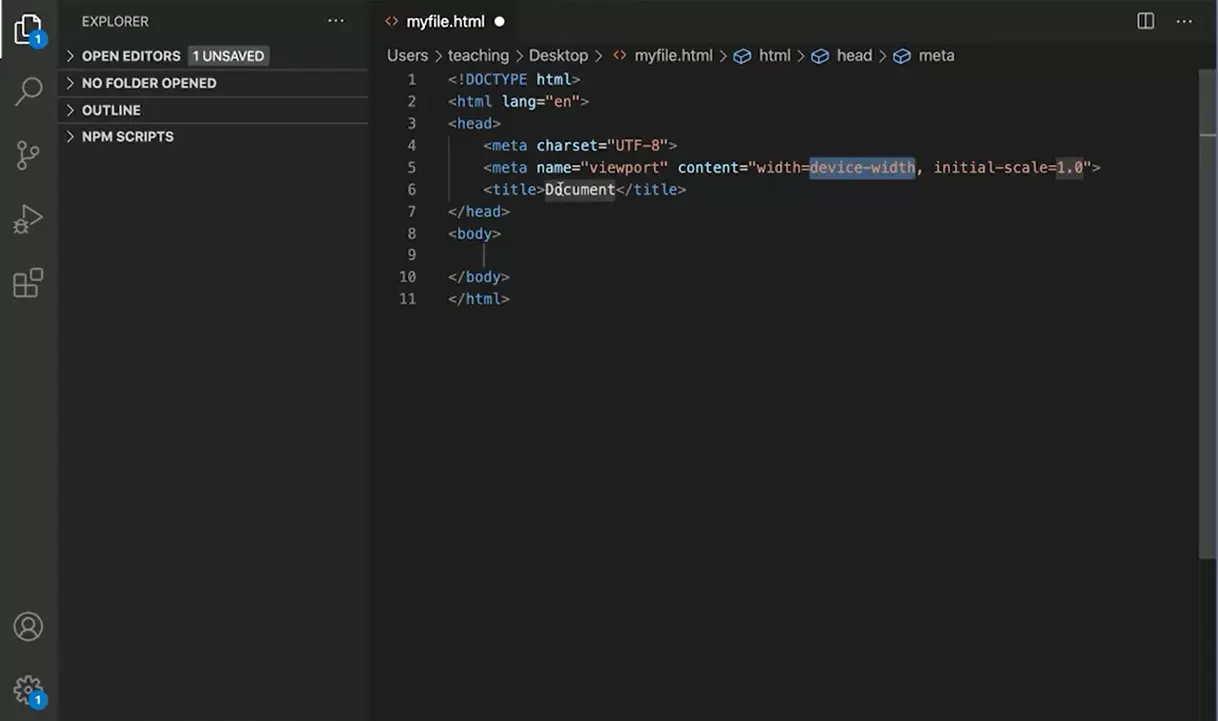 EXPLORER
OPEN EDITORS 1 UNSAVED
NO FOLDER OPENED
OUTLINE
NPM SCRIPTS
1
1
myfile.html
Users > teaching > Desktop > myfile.html > html > head > meta
1 <!DOCTYPE html>
2 <html lang="en">
3 <head>
4     <meta charset="UTF-8">
5     <meta name="viewport" content="width=device-width, initial-scale=1.0">
6     <title>Document</title>
7 </head>
8 <body>
9
10 </body>
11 </html>